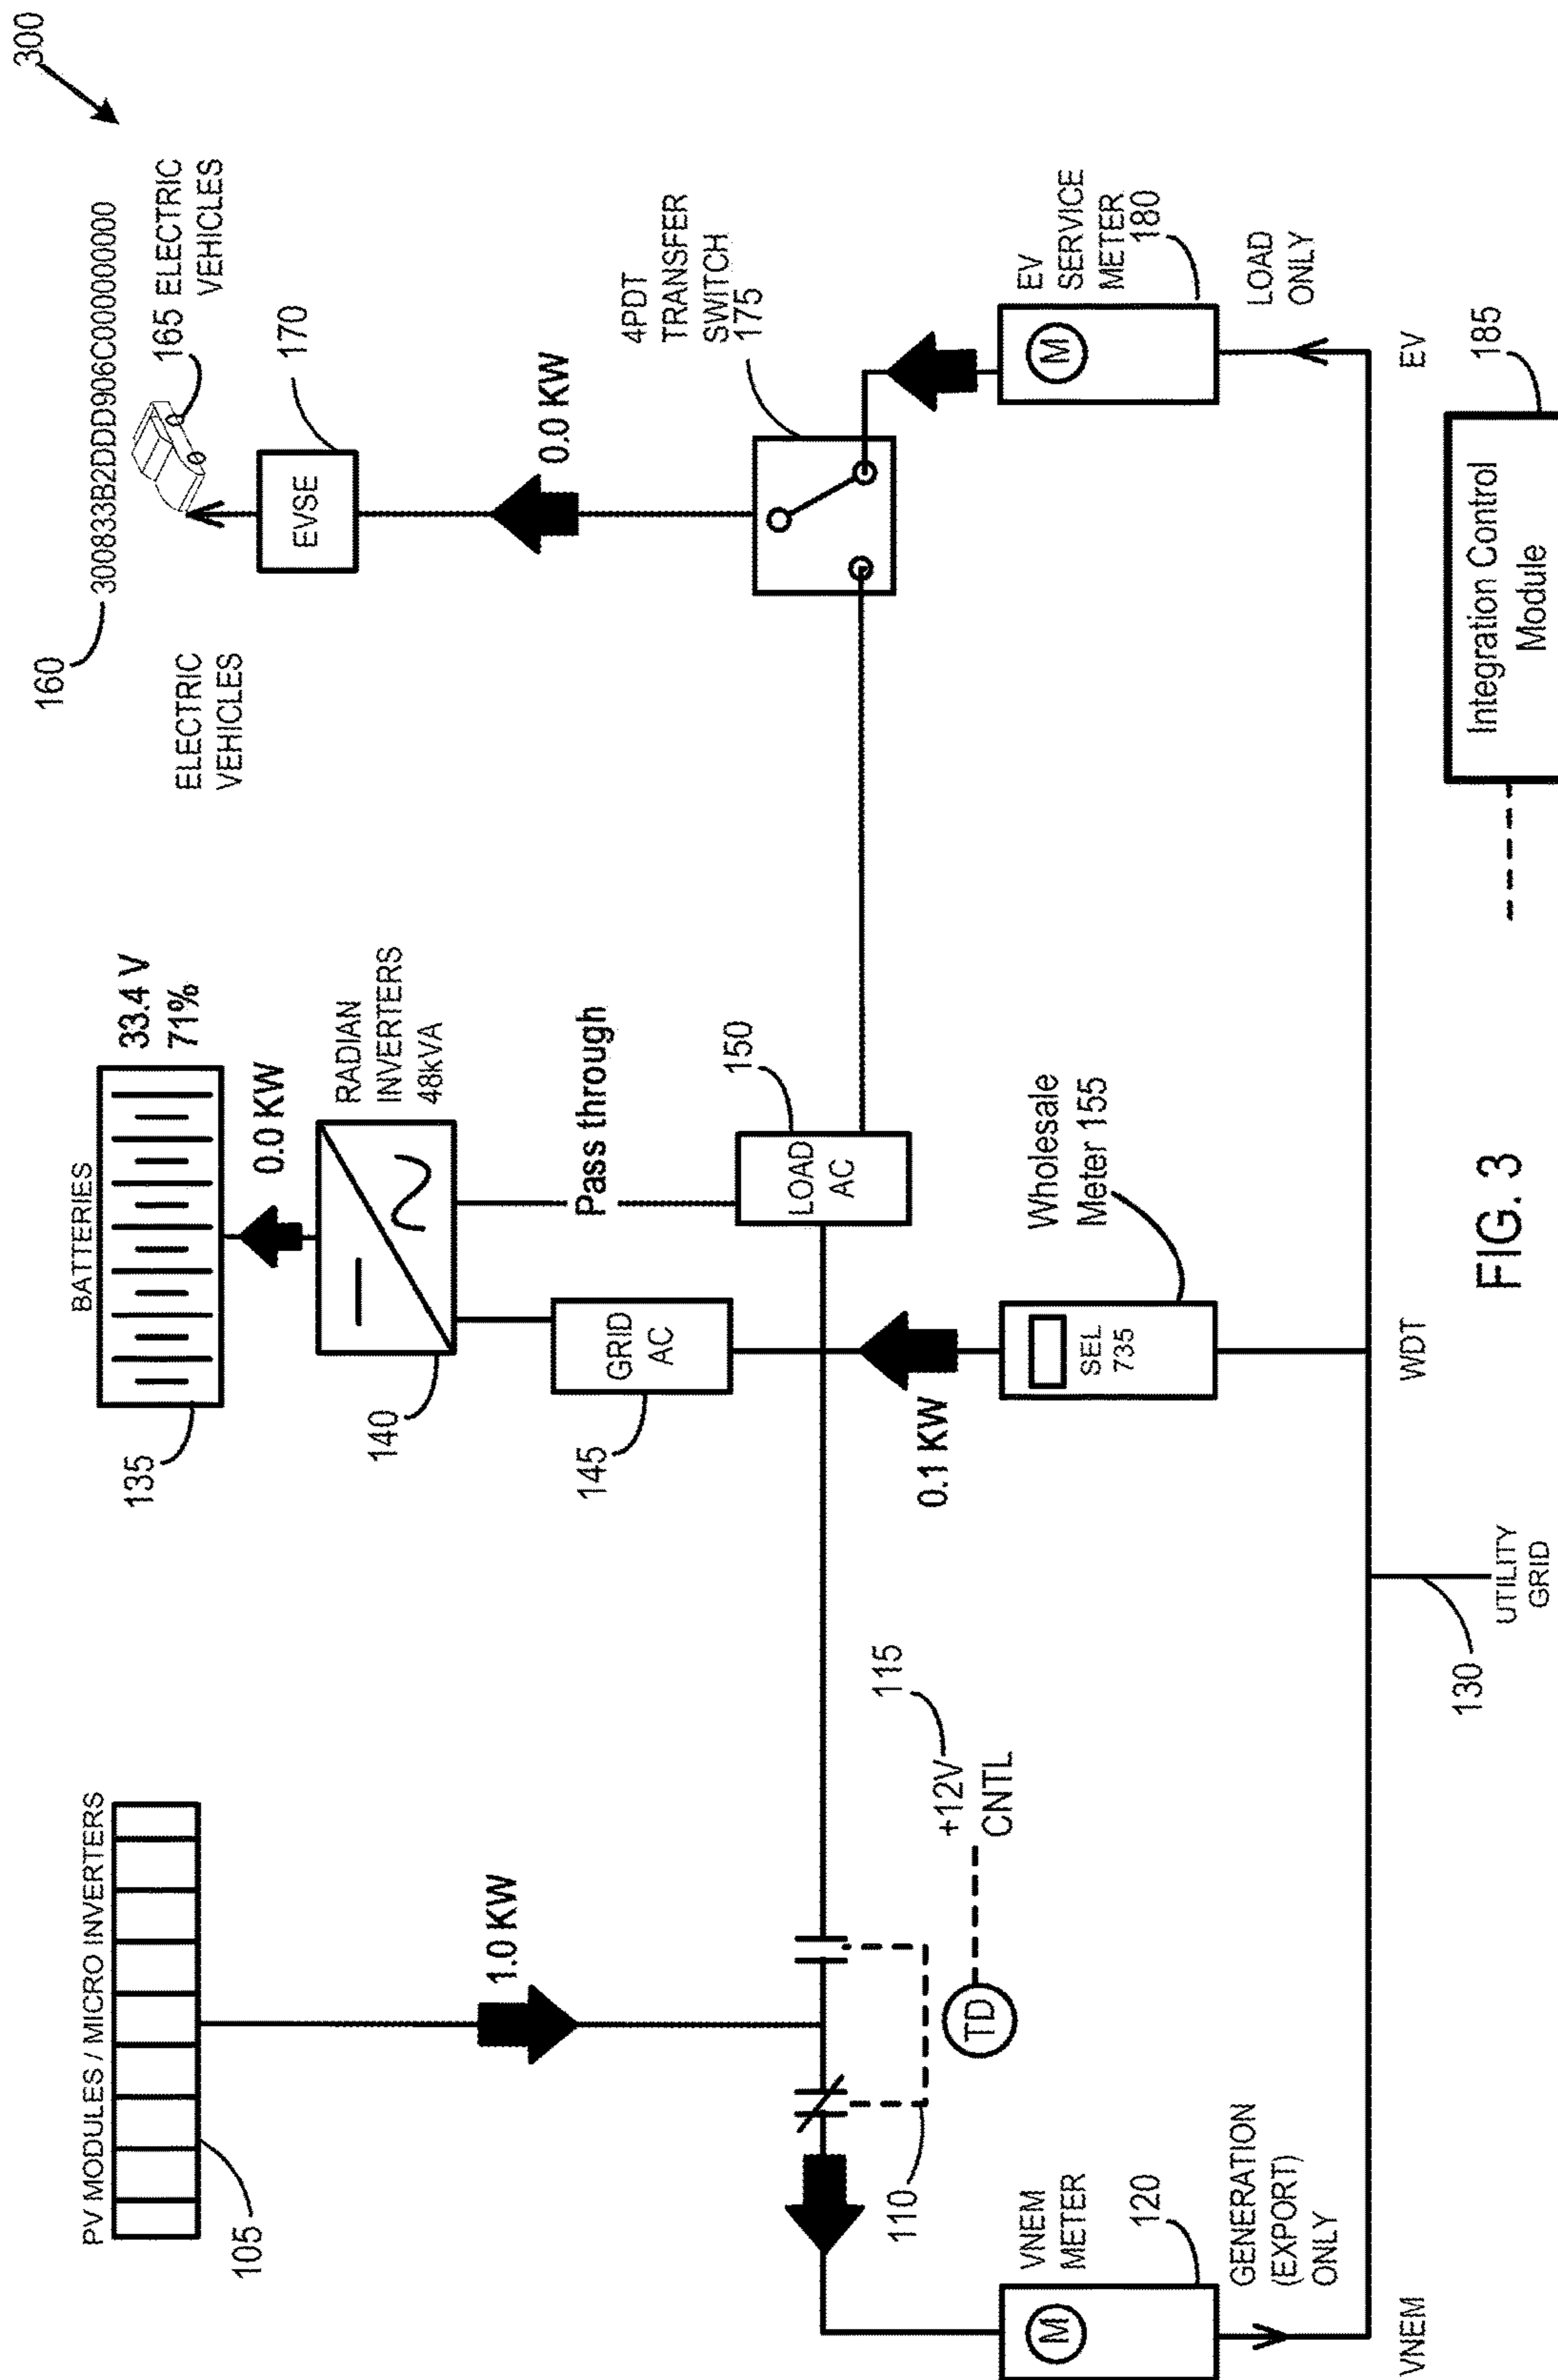 300
160
300833B2DDD906C000000000
165 ELECTRIC
VEHICLES
ELECTRIC
VEHICLES
170
EVSE
0.0 KW
4PDT
TRANSFER
SWITCH
175
EV
SERVICE
METER
180
M
LOAD
ONLY
EV
185
Integration Control
Module
BATTERIES
33.4 V
71%
135
0.0 KW
RADIAN
INVERTERS
48kVA
140
Pass through
GRID
AC
145
LOAD
AC
150
0.1 KW
Wholesale
Meter 155
SEL
735
WDT
PV MODULES / MICRO INVERTERS
105
1.0 KW
110
TD
+12V
CNTL
115
VNEM
METER
120
M
GENERATION
(EXPORT)
ONLY
VNEM
130
UTILITY
GRID
FIG. 3